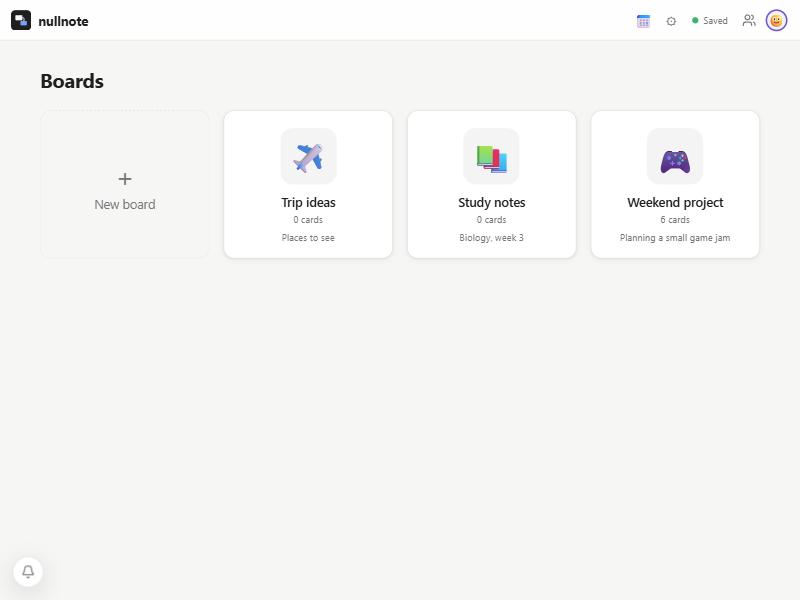 nullnote
Saved
Boards
New board
Trip ideas
0 cards
Places to see
Study notes
0 cards
Biology, week 3
Weekend project
6 cards
Planning a small game jam